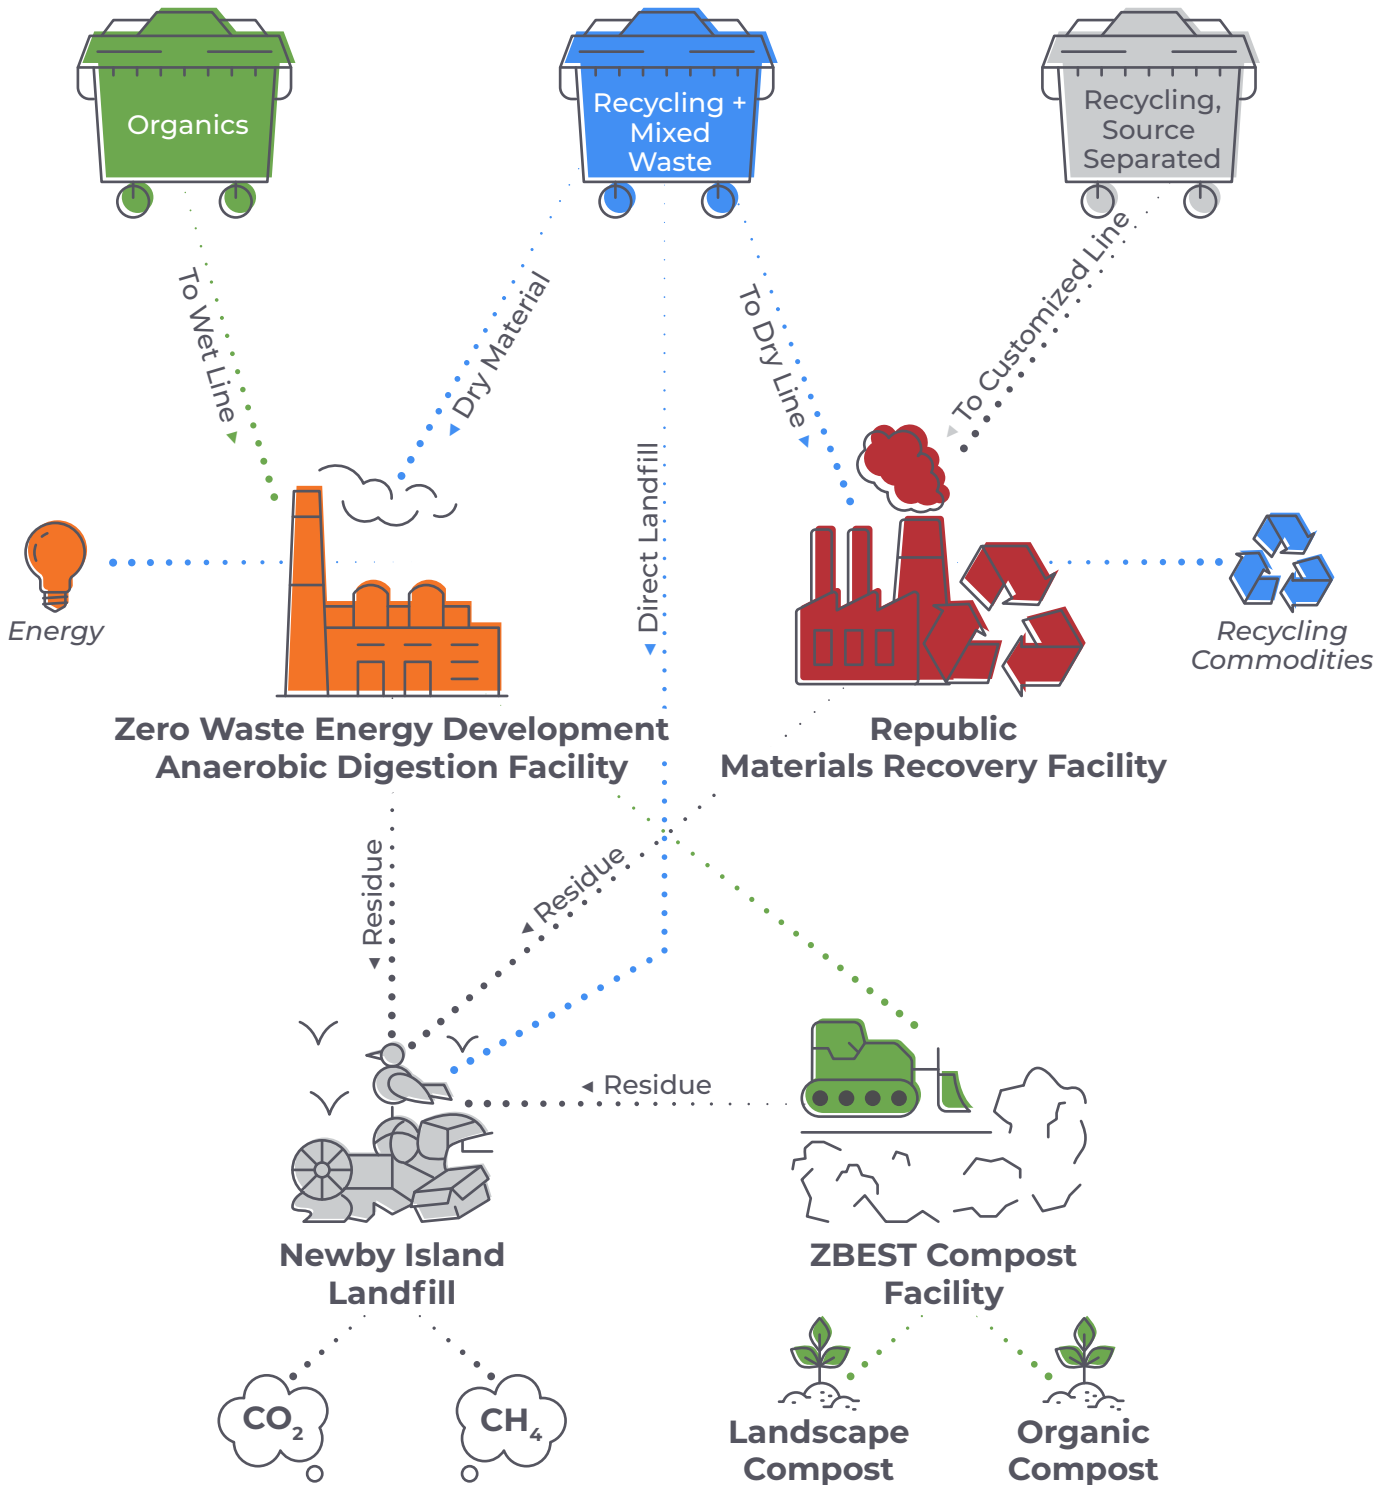 Organics
Recycling +
Mixed
Waste
Recycling,
Source
Separated
To Wet Line
Dry Material
To Dry Line
To Customized Line
Direct Landfill
Energy
Recycling
Commodities
Zero Waste Energy Development
Anaerobic Digestion Facility
Republic
Materials Recovery Facility
Residue
Residue
Residue
Newby Island
Landfill
ZBEST Compost
Facility
CO₂
CH₄
Landscape
Compost
Organic
Compost